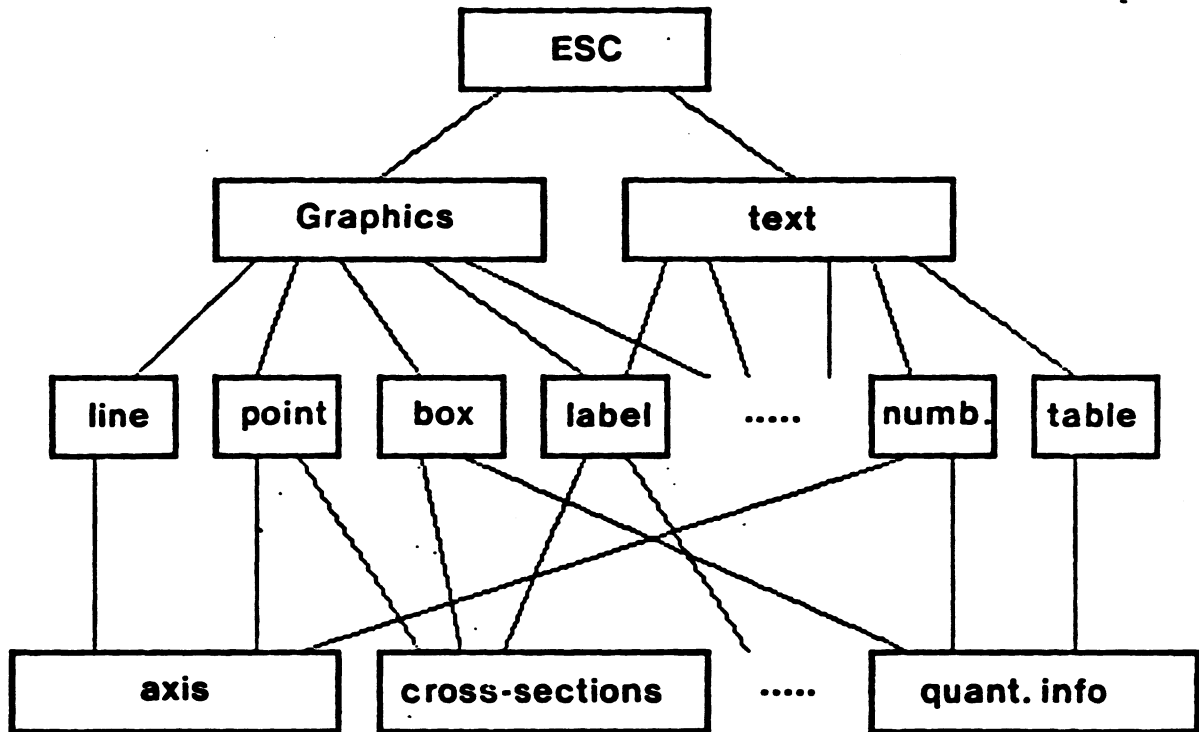 ESC
Graphics text
line point box label ..... numb. table
axis cross-sections ..... quant. info